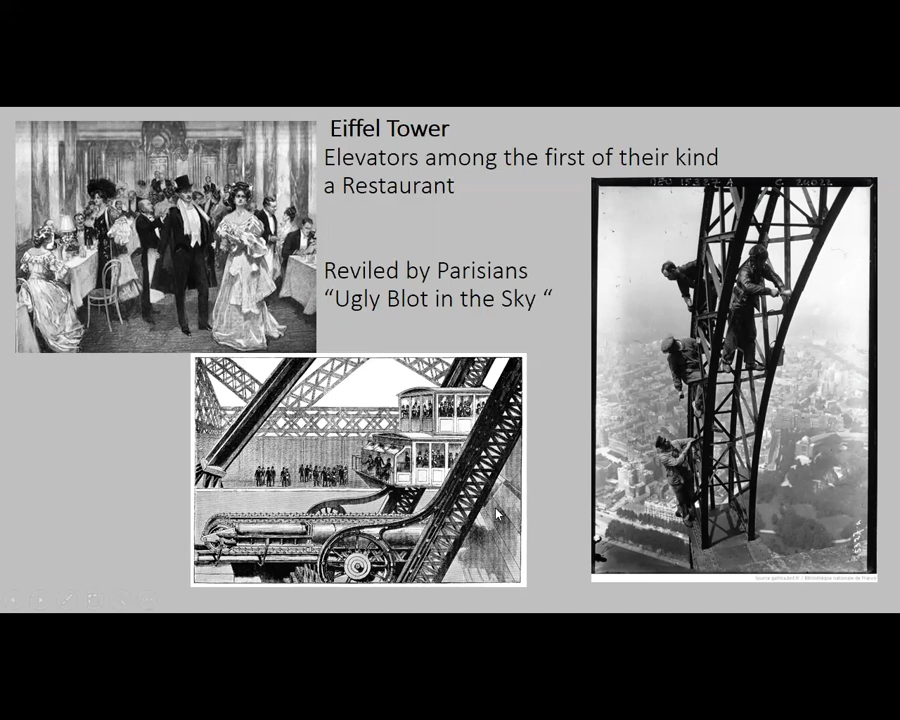 Eiffel Tower
Elevators among the first of their kind
a Restaurant
Reviled by Parisians
“Ugly Blot in the Sky “